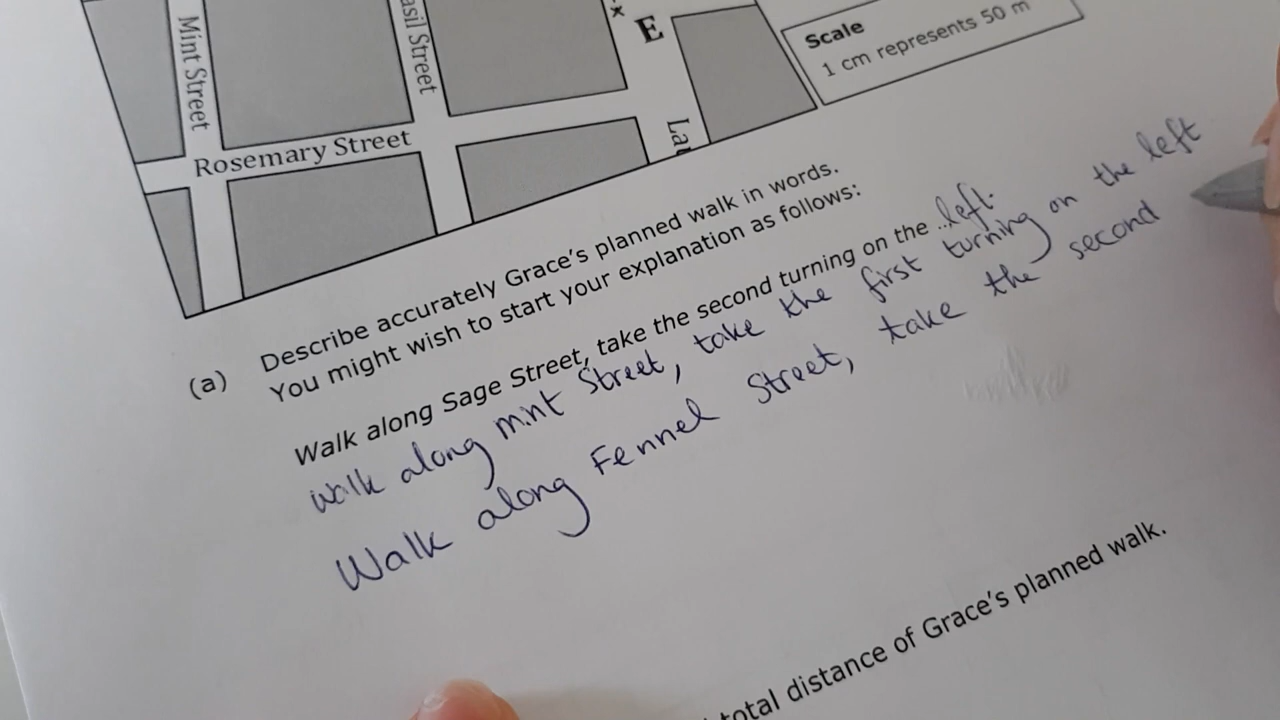 Mint Street
asil Street
E
Scale
1 cm represents 50 m
Rosemary Street
La
(a) Describe accurately Grace's planned walk in words.
You might wish to start your explanation as follows:
Walk along Sage Street, take the second turning on the ..left.
walk along mint Street, take the first turning on the left
Walk along Fennel Street, take the second
total distance of Grace's planned walk.